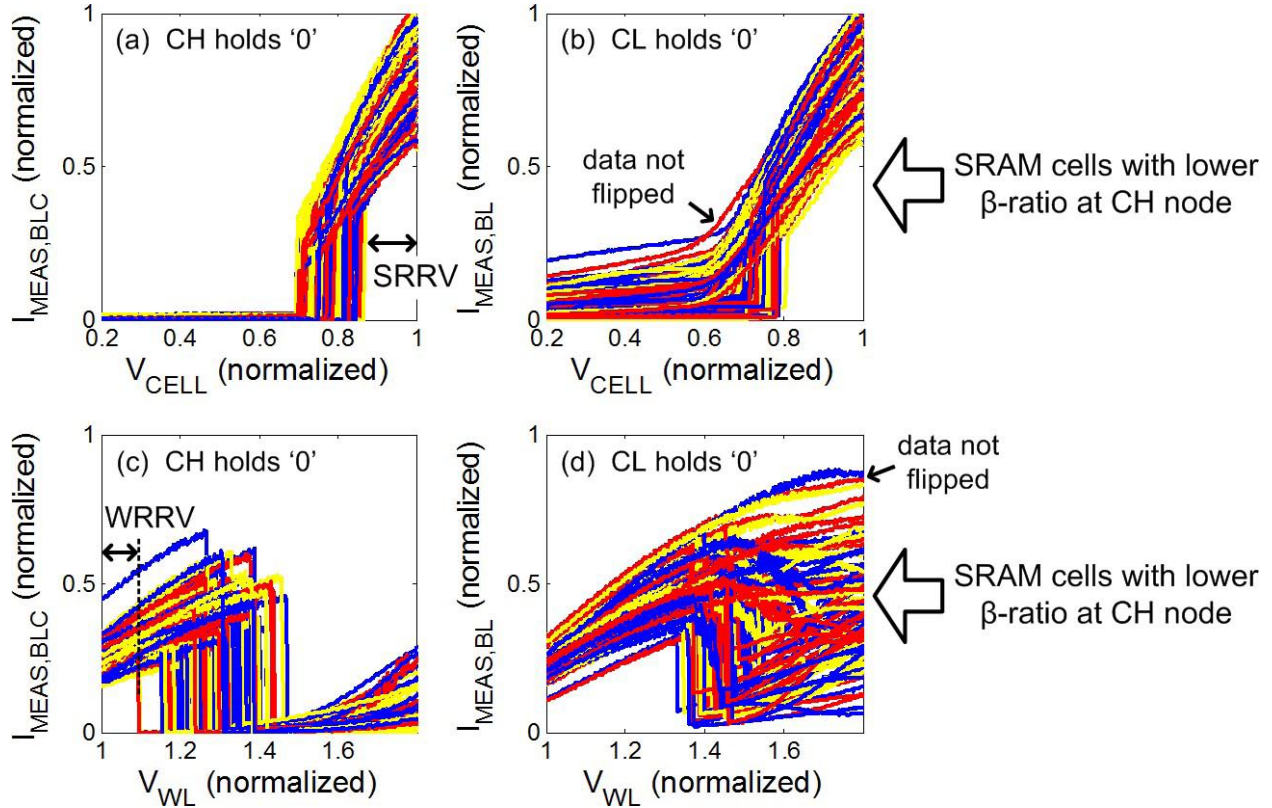 (a) CH holds '0'
I_MEAS,BLC (normalized)
1
0.5
0
SRRV
0.2 0.4 0.6 0.8 1
V_CELL (normalized)
(b) CL holds '0'
I_MEAS,BL (normalized)
1
0.5
0
data not
flipped
0.2 0.4 0.6 0.8 1
V_CELL (normalized)
SRAM cells with lower
β-ratio at CH node
(c) CH holds '0'
I_MEAS,BLC (normalized)
1
0.5
0
WRRV
1 1.2 1.4 1.6
V_WL (normalized)
(d) CL holds '0'
I_MEAS,BL (normalized)
1
0.5
0
data not
flipped
1 1.2 1.4 1.6
V_WL (normalized)
SRAM cells with lower
β-ratio at CH node